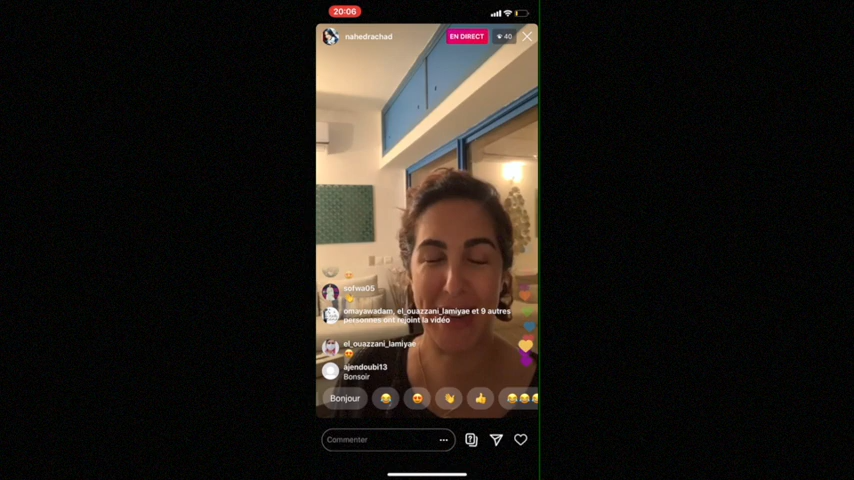 20:06
nahedrachad
EN DIRECT
40
sofwa05
omayawadam, el_ouazzani_lamiyae et 9 autres
personnes ont rejoint la vidéo
el_ouazzani_lamiyae
ajendoubi13
Bonsoir
Bonjour
Commenter